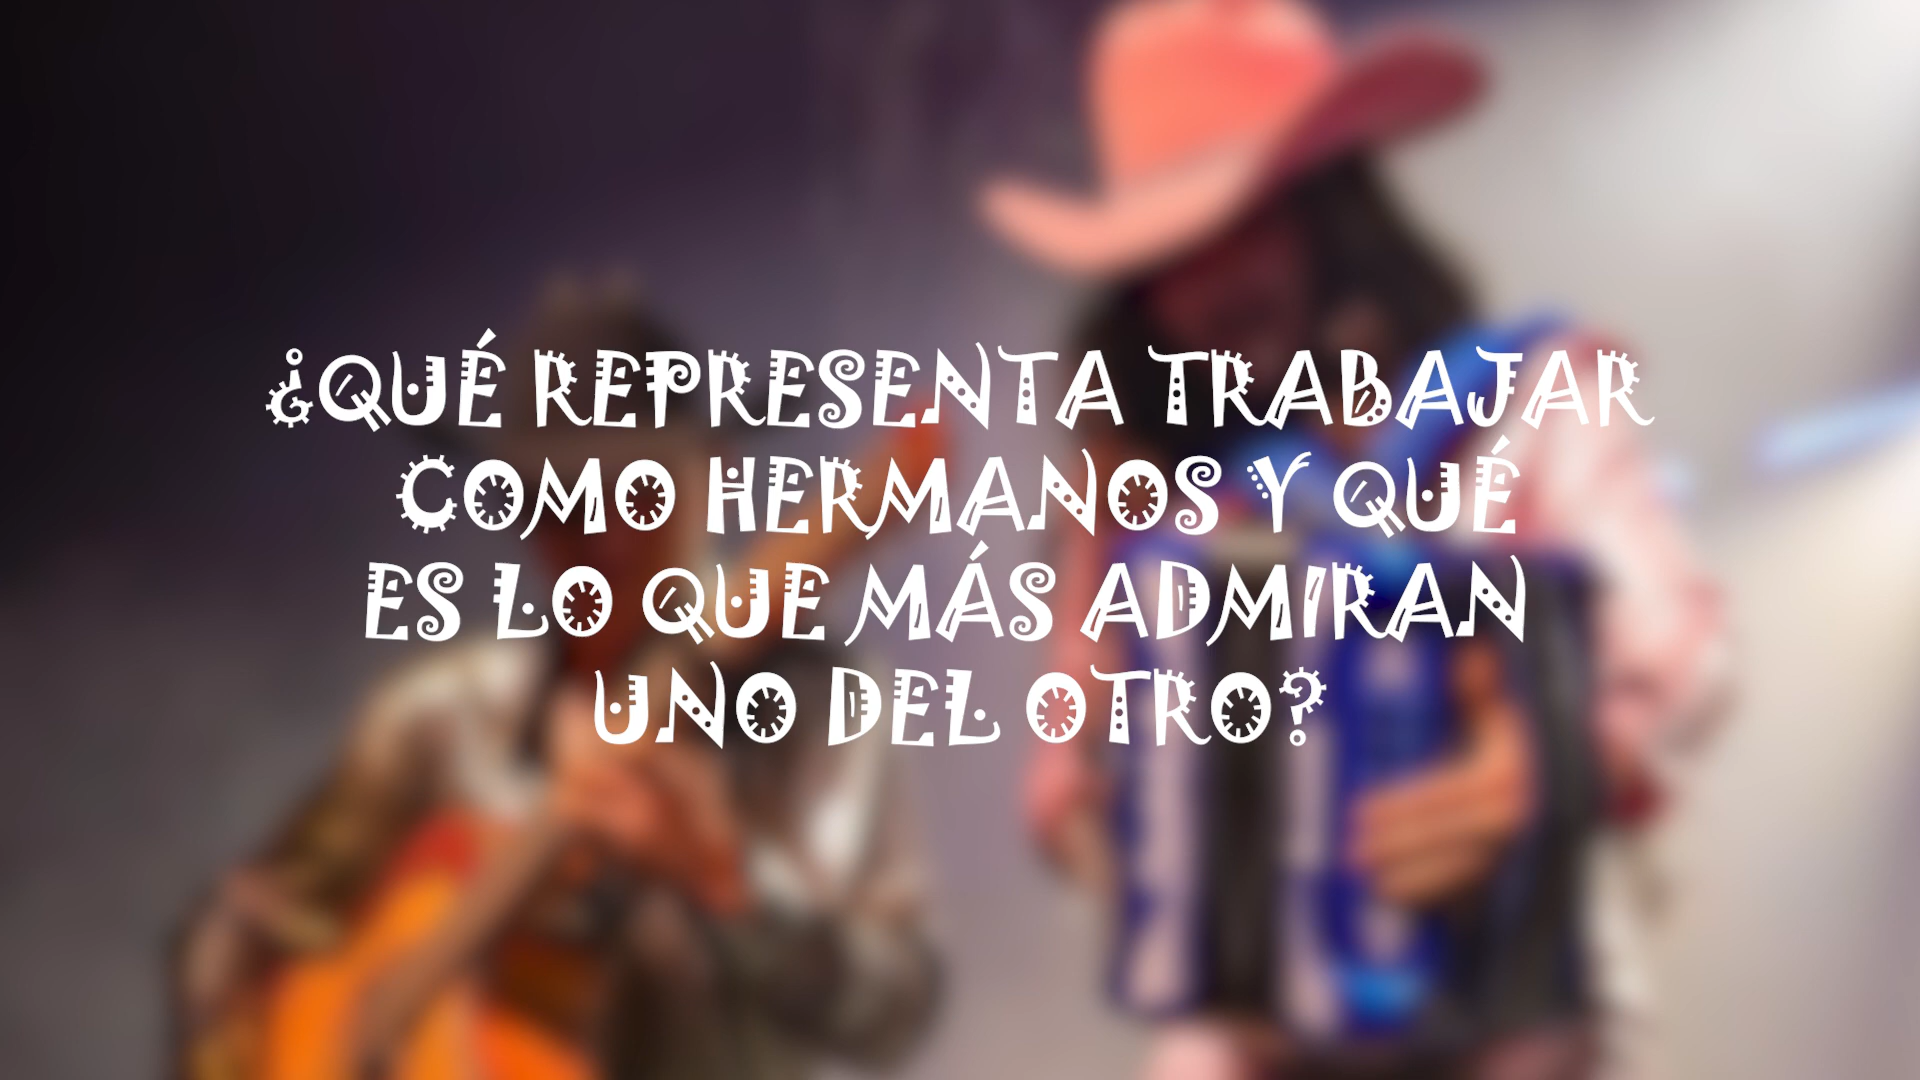 ¿QUÉ REPRESENTA TRABAJAR
COMO HERMANOS Y QUÉ
ES LO QUE MÁS ADMIRAN
UNO DEL OTRO?